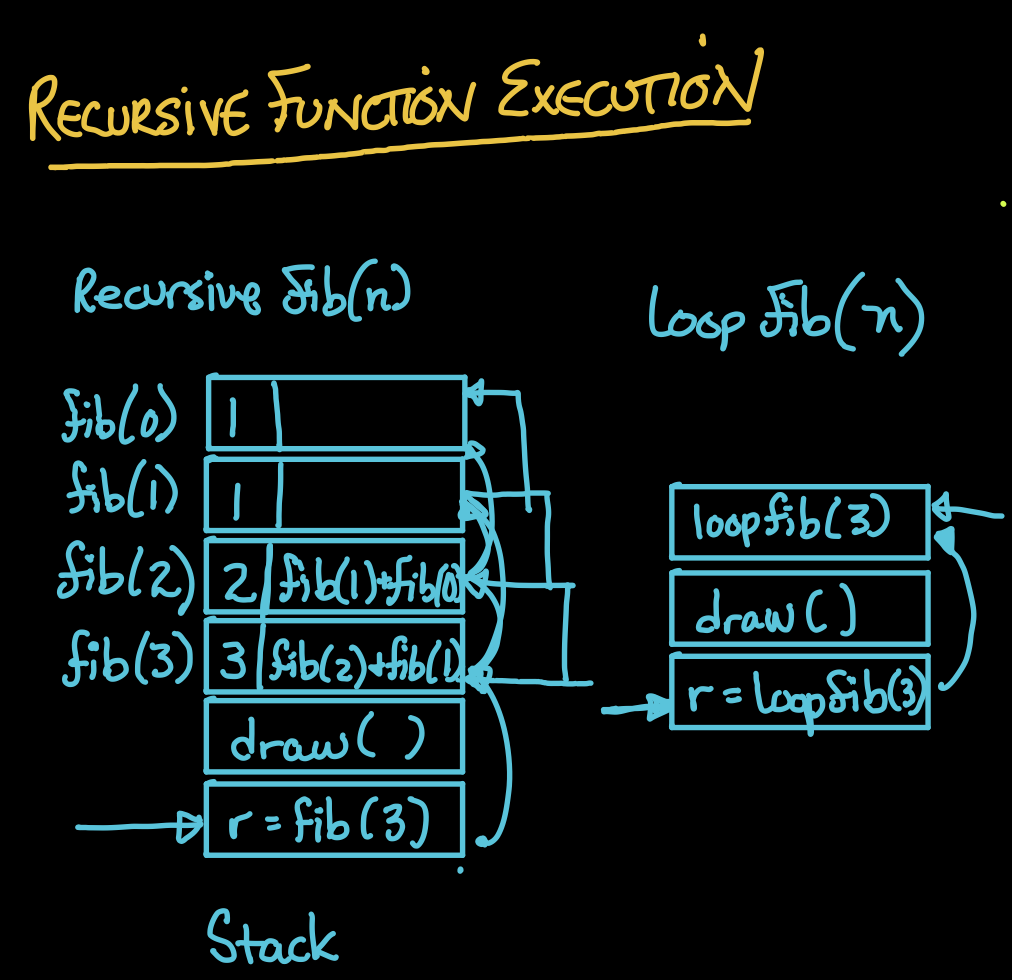 RECURSIVE FUNCTION EXECUTION
Recursive fib(n)
fib(0) 1
fib(1) 1
fib(2) 2 fib(1)+fib(0)
fib(3) 3 fib(2)+fib(1)
draw( )
r = fib(3)
Stack
Loop fib(n)
loopfib(3)
draw( )
r = Loopfib(3)